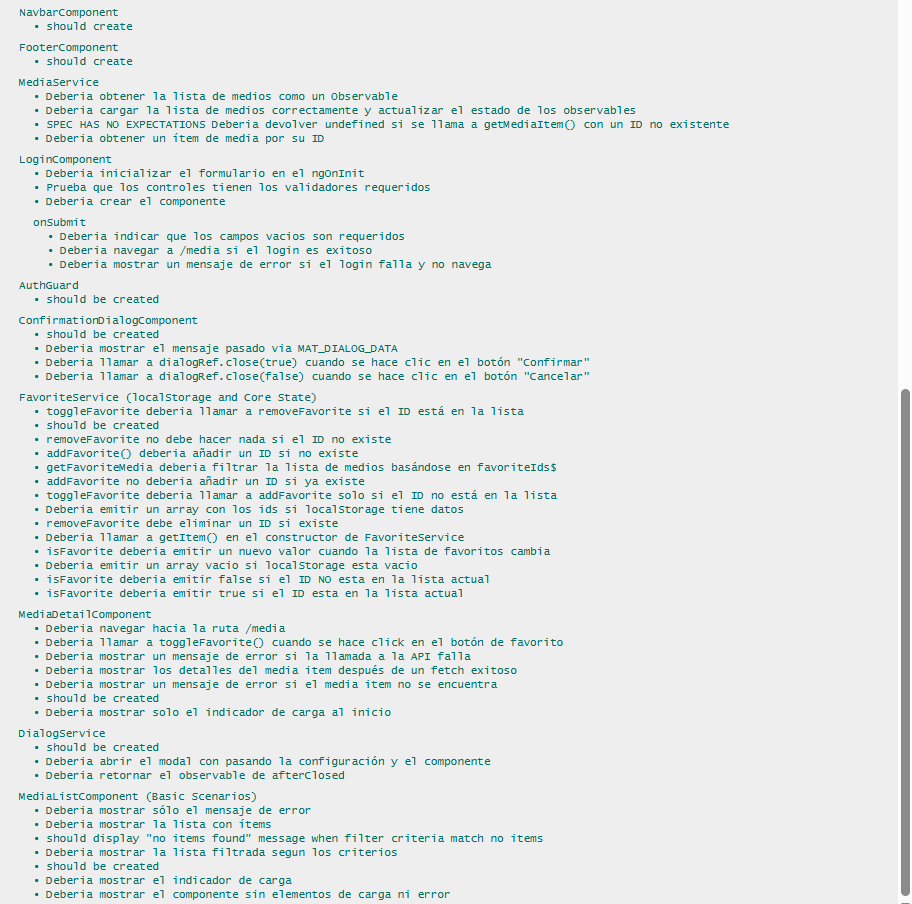 NavbarComponent
• should create
FooterComponent
• should create
MediaService
• Deberia obtener la lista de medios como un Observable
• Deberia cargar la lista de medios correctamente y actualizar el estado de los observables
• SPEC HAS NO EXPECTATIONS Deberia devolver undefined si se llama a getMediaItem() con un ID no existente
• Deberia obtener un ítem de media por su ID
LoginComponent
• Deberia inicializar el formulario en el ngOnInit
• Prueba que los controles tienen los validadores requeridos
• Deberia crear el componente
onSubmit
• Deberia indicar que los campos vacios son requeridos
• Deberia navegar a /media si el login es exitoso
• Deberia mostrar un mensaje de error si el login falla y no navega
AuthGuard
• should be created
ConfirmationDialogComponent
• should be created
• Deberia mostrar el mensaje pasado via MAT_DIALOG_DATA
• Deberia llamar a dialogRef.close(true) cuando se hace clic en el botón "Confirmar"
• Deberia llamar a dialogRef.close(false) cuando se hace clic en el botón "Cancelar"
FavoriteService (localStorage and Core State)
• toggleFavorite deberia llamar a removeFavorite si el ID está en la lista
• should be created
• removeFavorite no debe hacer nada si el ID no existe
• addFavorite() deberia añadir un ID si no existe
• getFavoriteMedia deberia filtrar la lista de medios basándose en favoriteIds$
• addFavorite no deberia añadir un ID si ya existe
• toggleFavorite deberia llamar a addFavorite solo si el ID no está en la lista
• Deberia emitir un array con los ids si localStorage tiene datos
• removeFavorite debe eliminar un ID si existe
• Deberia llamar a getItem() en el constructor de FavoriteService
• isFavorite deberia emitir un nuevo valor cuando la lista de favoritos cambia
• Deberia emitir un array vacio si localStorage esta vacio
• isFavorite deberia emitir false si el ID NO esta en la lista actual
• isFavorite deberia emitir true si el ID esta en la lista actual
MediaDetailComponent
• Deberia navegar hacia la ruta /media
• Deberia llamar a toggleFavorite() cuando se hace click en el botón de favorito
• Deberia mostrar un mensaje de error si la llamada a la API falla
• Deberia mostrar los detalles del media item después de un fetch exitoso
• Deberia mostrar un mensaje de error si el media item no se encuentra
• should be created
• Deberia mostrar solo el indicador de carga al inicio
DialogService
• should be created
• Deberia abrir el modal con pasando la configuración y el componente
• Deberia retornar el observable de afterClosed
MediaListComponent (Basic Scenarios)
• Deberia mostrar sólo el mensaje de error
• Deberia mostrar la lista con ítems
• should display "no items found" message when filter criteria match no items
• Deberia mostrar la lista filtrada segun los criterios
• should be created
• Deberia mostrar el indicador de carga
• Deberia mostrar el componente sin elementos de carga ni error